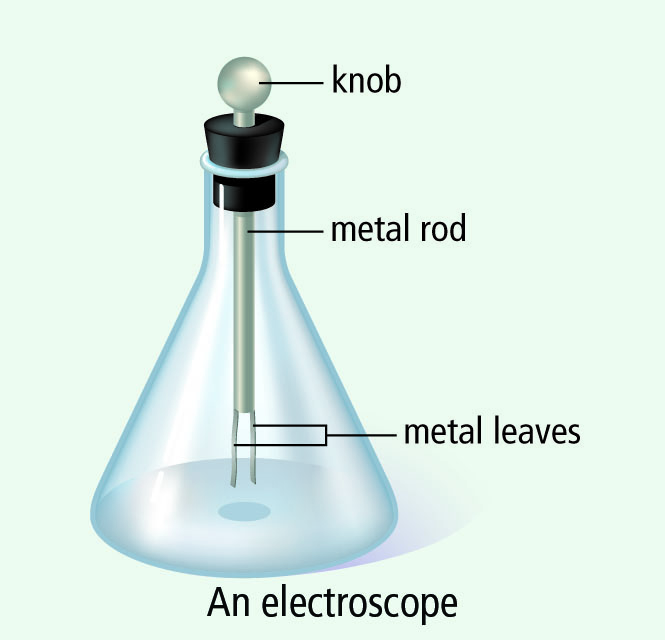 knob
metal rod
metal leaves
An electroscope